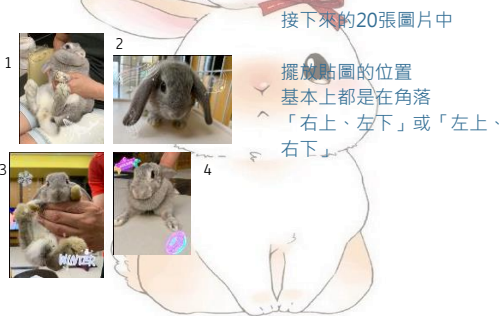 接下來的20張圖片中
擺放貼圖的位置
基本上都是在角落
「右上、左下」或「左上、
右下」
1
2
3
4